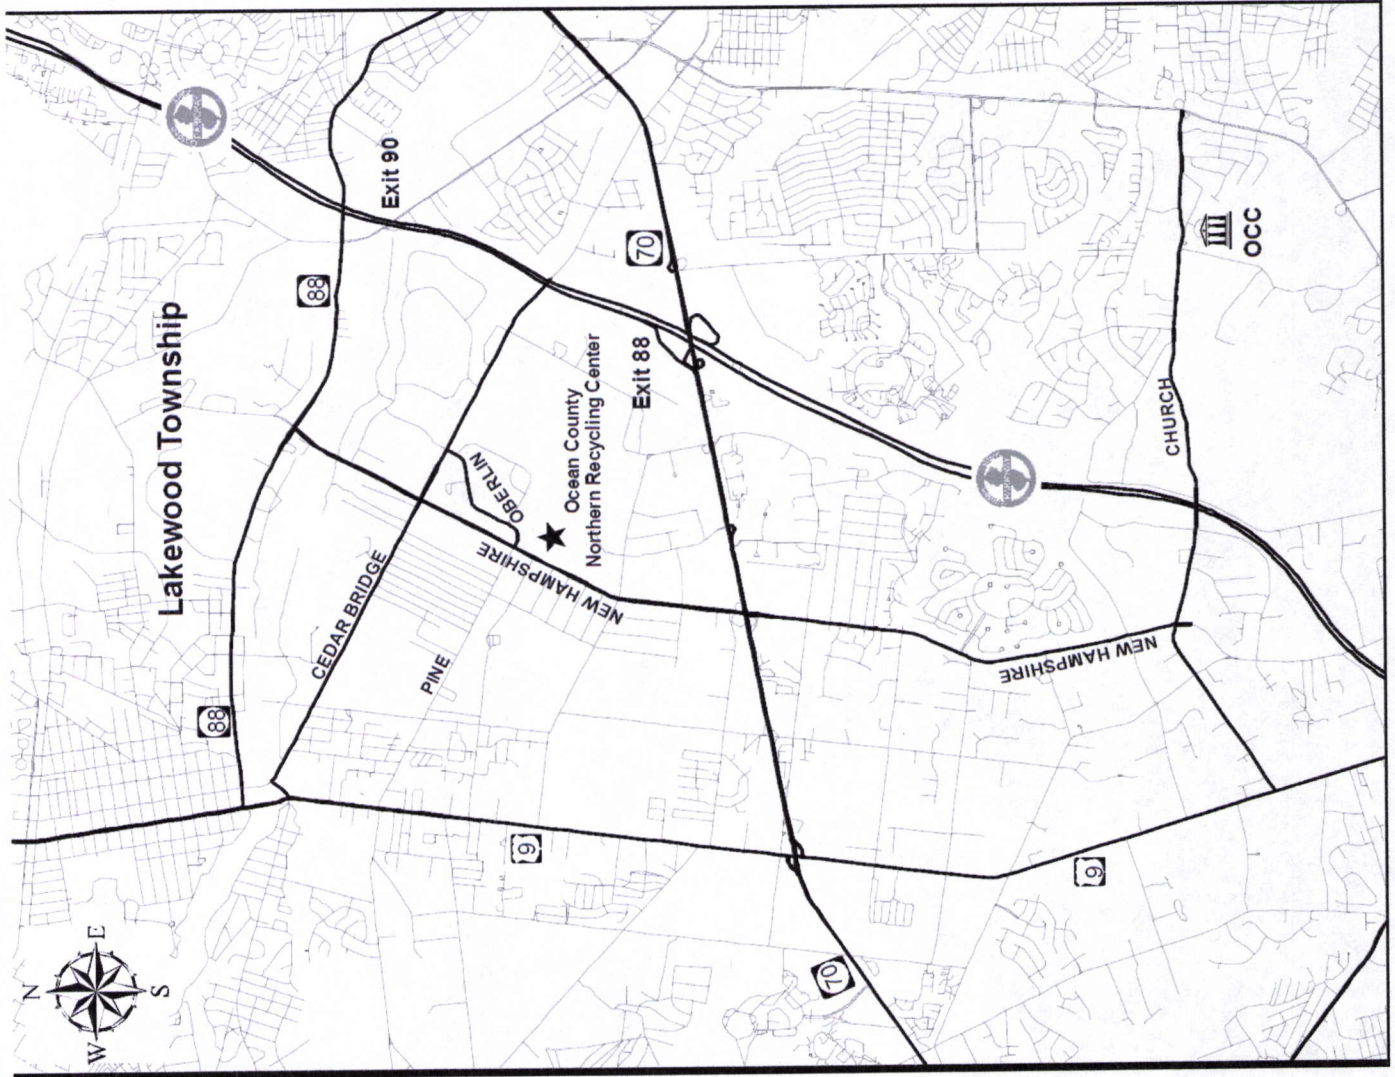 N
E
W
S
Lakewood Township
88
88
Exit 90
70
Exit 88
CEDAR BRIDGE
OBERLIN
PINE
NEW HAMPSHIRE
Ocean County
Northern Recycling Center
9
70
NEW HAMPSHIRE
9
CHURCH
OCC